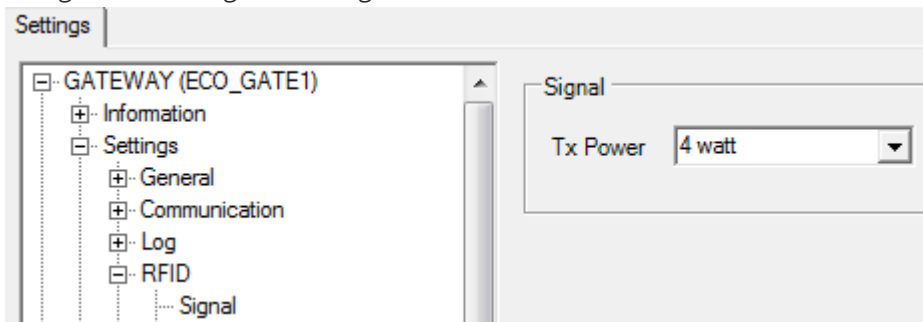 Settings
GATEWAY (ECO_GATE1)
Information
Settings
General
Communication
Log
RFID
Signal
Signal
Tx Power 4 watt